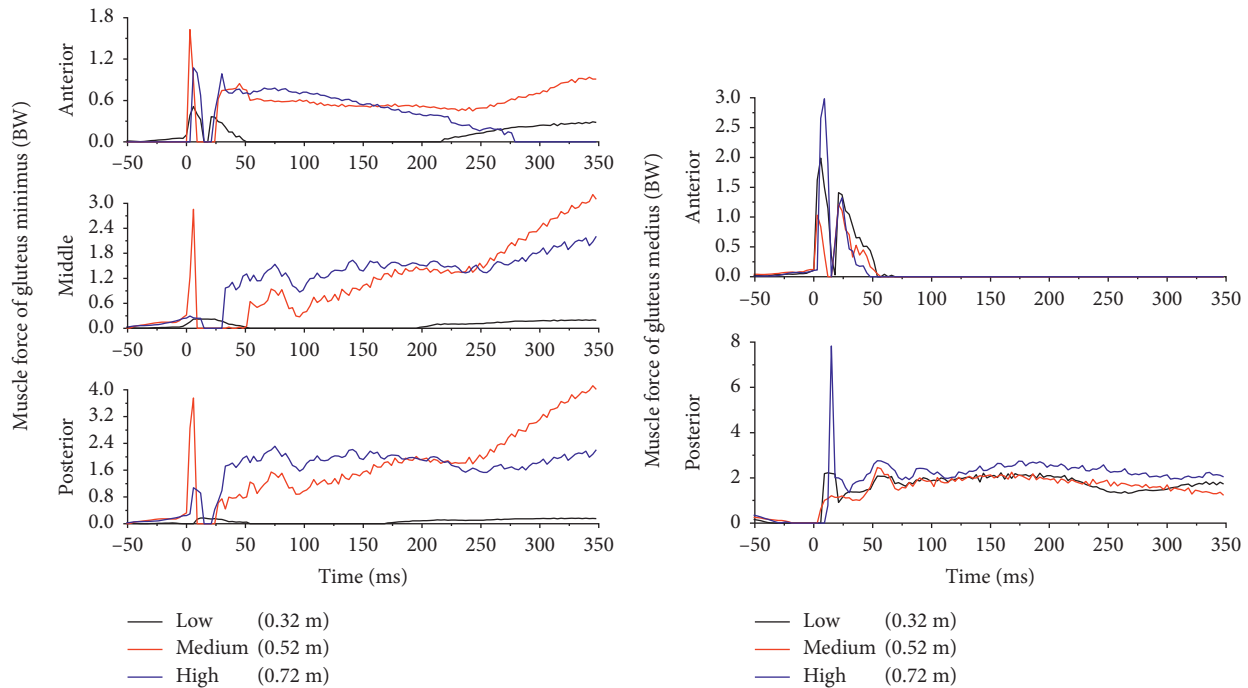 Muscle force of gluteus minimus (BW)
Anterior
1.8
1.2
0.6
0.0
−50 0 50 100 150 200 250 300 350
Middle
3.0
2.4
1.8
1.2
0.6
0.0
−50 0 50 100 150 200 250 300 350
Posterior
4.0
3.2
2.4
1.6
0.8
0.0
−50 0 50 100 150 200 250 300 350
Time (ms)
Low (0.32 m)
Medium (0.52 m)
High (0.72 m)
Muscle force of gluteus medius (BW)
Anterior
3.0
2.5
2.0
1.5
1.0
0.5
0.0
−50 0 50 100 150 200 250 300 350
Posterior
8
6
4
2
0
−50 0 50 100 150 200 250 300 350
Time (ms)
Low (0.32 m)
Medium (0.52 m)
High (0.72 m)